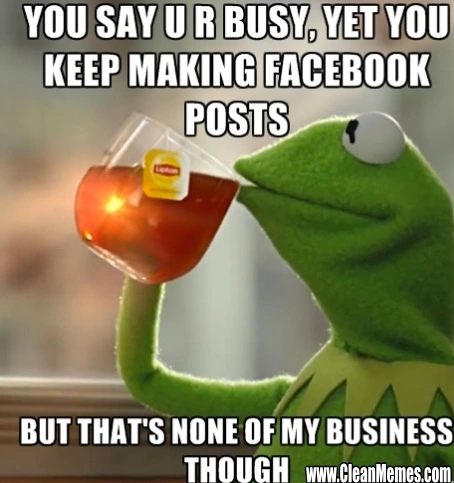 YOU SAY U R BUSY, YET YOU
KEEP MAKING FACEBOOK
POSTS
Lipton
BUT THAT'S NONE OF MY BUSINESS
THOUGH
www.CleanMemes.com